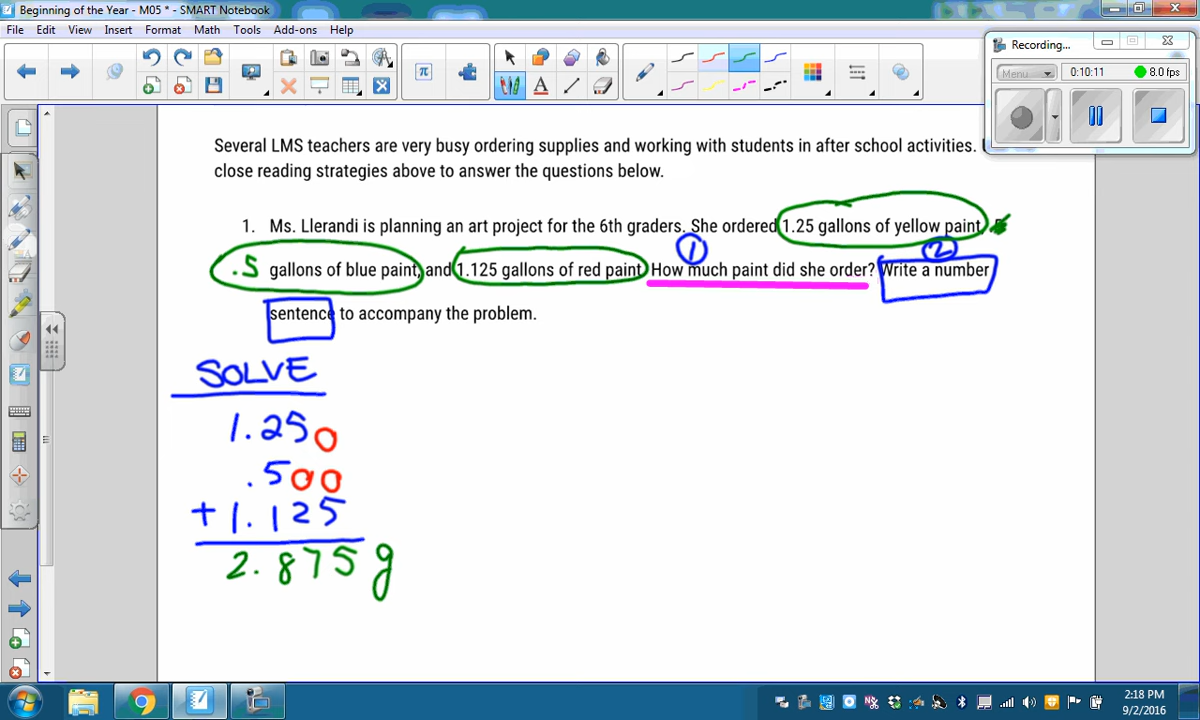 Beginning of the Year - M05 * - SMART Notebook
File Edit View Insert Format Math Tools Add-ons Help
Recording...
Menu 0:10:11 8.0 fps
Several LMS teachers are very busy ordering supplies and working with students in after school activities.
close reading strategies above to answer the questions below.
1. Ms. Llerandi is planning an art project for the 6th graders. She ordered 1.25 gallons of yellow paint,
1 2
.5 gallons of blue paint, and 1.125 gallons of red paint. How much paint did she order? Write a number
sentence to accompany the problem.
SOLVE
1.250
.500
+ 1.125
2.875 g
2:18 PM
9/2/2016